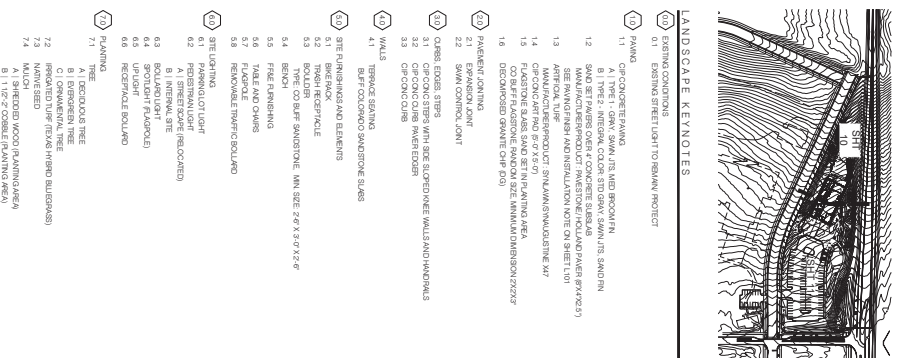 SHT
10
SHT 11
LANDSCAPE KEYNOTES
0.0 EXISTING CONDITIONS
0.1 EXISTING STREET LIGHT TO REMAIN / PROTECT
1.0 PAVING
1.1 CIP CONCRETE PAVING
A | TYPE 1 - GRAY, SAWN JTS, MED BROOM FIN
B | TYPE 2 - INTEGRAL COLOR: STD GRAY, SAWN JTS, SAND FIN
1.2 SAND SET PAVERS OVER 4" CONCRETE SUBSLAB
MANUFACTURER/PRODUCT: PAVESTONE/ HOLLAND PAVER (8"X4"X2.5")
SEE PAVING FINISH AND INSTALLATION NOTE ON SHEET L101
1.3 ARTIFICIAL TURF
MANUFACTURER/PRODUCT: SYNLAWN/SYNAUGUSTINE X47
1.4 CIP CONC ART PAD (5'-0" X 5'-0")
1.5 FLAGSTONE SLABS, SAND SET IN PLANTING AREA
CO BUFF FLAGSTONE, RANDOM SIZE, MINIMUM DIMENSION 2'X2'X3"
1.6 DECOMPOSED GRANITE CHIP (DG)
2.0 PAVEMENT JOINTING
2.1 EXPANSION JOINT
2.2 SAWN CONTROL JOINT
3.0 CURBS, EDGES, STEPS
3.1 CIP CONC STEPS WITH SIDE SLOPED KNEE WALLS AND HANDRAILS
3.2 CIP CONC CURB PAVER EDGER
3.3 CIP CONC CURB
4.0 WALLS
4.1 TERRACE SEATING
BUFF COLORADO SANDSTONE SLABS
5.0 SITE FURNISHINGS AND ELEMENTS
5.1 BIKE RACK
5.2 TRASH RECEPTACLE
5.3 BOULDER
TYPE: CO BUFF SANDSTONE, MIN. SIZE: 2'-6" X 3'-0" X 2'-6"
5.4 BENCH
5.5 FF&E FURNISHING
5.6 TABLE AND CHAIRS
5.7 FLAGPOLE
5.8 REMOVABLE TRAFFIC BOLLARD
6.0 SITE LIGHTING
6.1 PARKING LOT LIGHT
6.2 PEDESTRIAN LIGHT
A | STREETSCAPE (RELOCATED)
B | INTERNAL SITE
6.3 BOLLARD LIGHT
6.4 SPOTLIGHT (FLAGPOLE)
6.5 UPLIGHT
6.6 RECEPTACLE BOLLARD
7.0 PLANTING
7.1 TREE
A | DECIDUOUS TREE
B | EVERGREEN TREE
C | ORNAMENTAL TREE
7.2 IRRIGATED TURF (TEXAS HYBRID BLUEGRASS)
7.3 NATIVE SEED
7.4 MULCH
A | SHREDDED WOOD (PLANTING AREA)
B | 1 1/2"-2" COBBLE (PLANTING AREA)